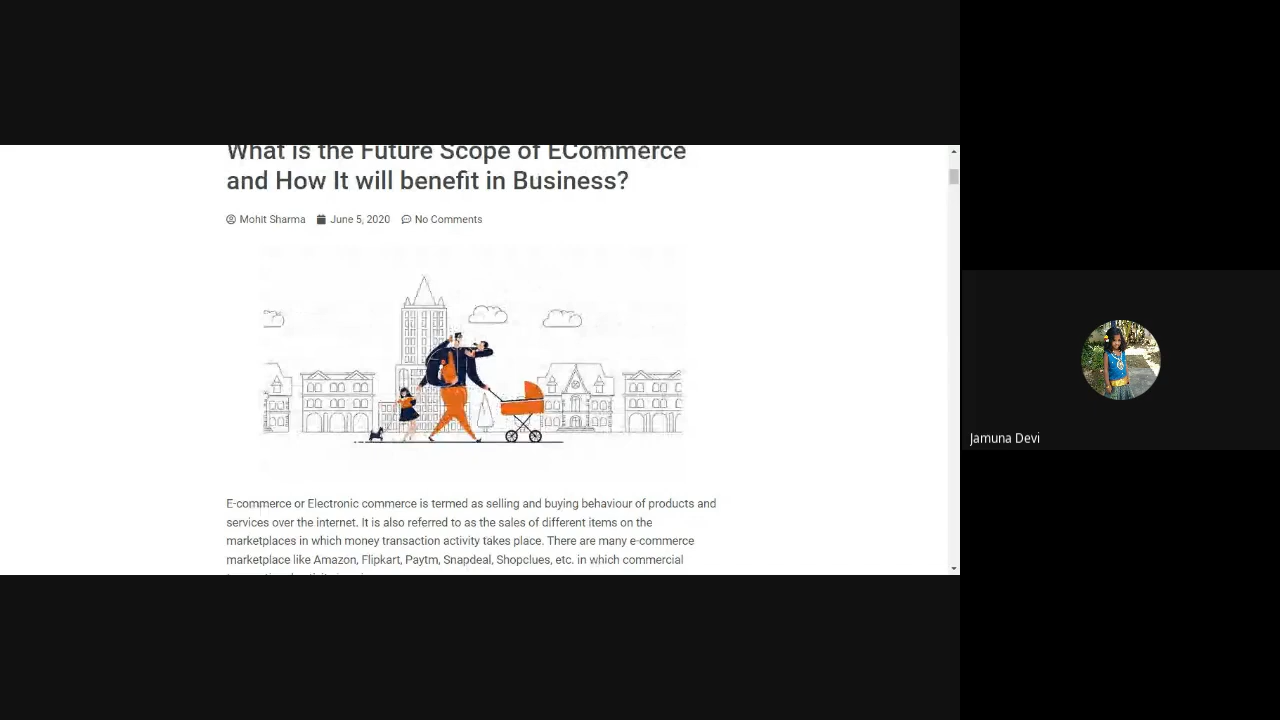 What is the Future Scope of ECommerce
and How It will benefit in Business?
Mohit Sharma June 5, 2020 No Comments
E-commerce or Electronic commerce is termed as selling and buying behaviour of products and
services over the internet. It is also referred to as the sales of different items on the
marketplaces in which money transaction activity takes place. There are many e-commerce
marketplace like Amazon, Flipkart, Paytm, Snapdeal, Shopclues, etc. in which commercial
Jamuna Devi